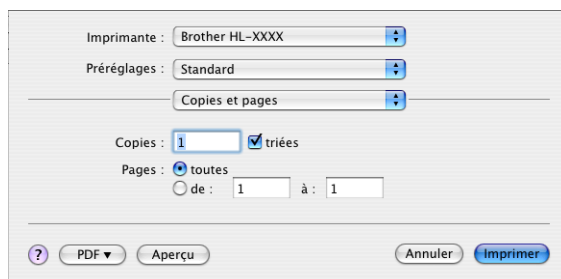 Imprimante : Brother HL-XXXX
Préréglages : Standard
Copies et pages
Copies : 1 triées
Pages : toutes
de : 1 à : 1
? PDF Aperçu Annuler Imprimer